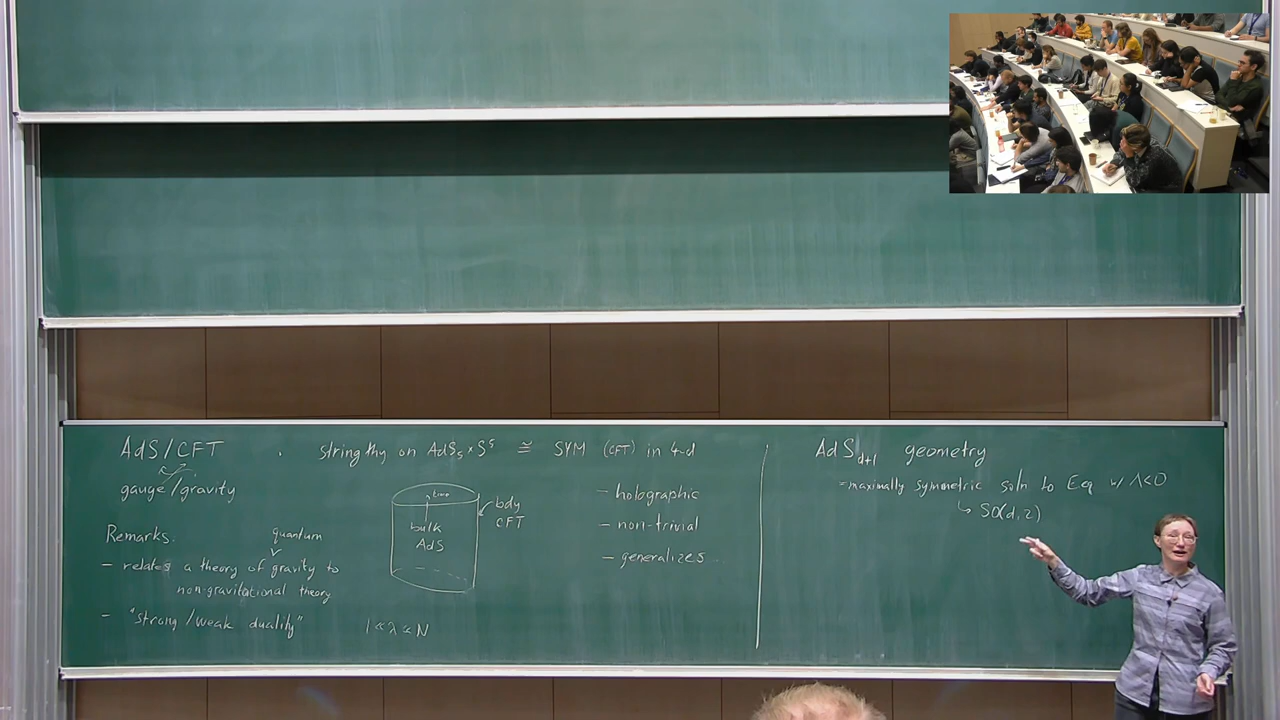 AdS/CFT
gauge/gravity
string thy on AdS₅×S⁵ ≅ SYM (CFT) in 4-d
Remarks.
quantum
- relates a theory of gravity to
non gravitational theory
- "strong/weak duality"
1 ≪ λ ≪ N
time
bulk
AdS
bdy
CFT
- holographic
- non-trivial
- generalizes...
AdS_{d+1} geometry
= maximally symmetric soln to E eq w/ Λ<0
↳ SO(d,2)